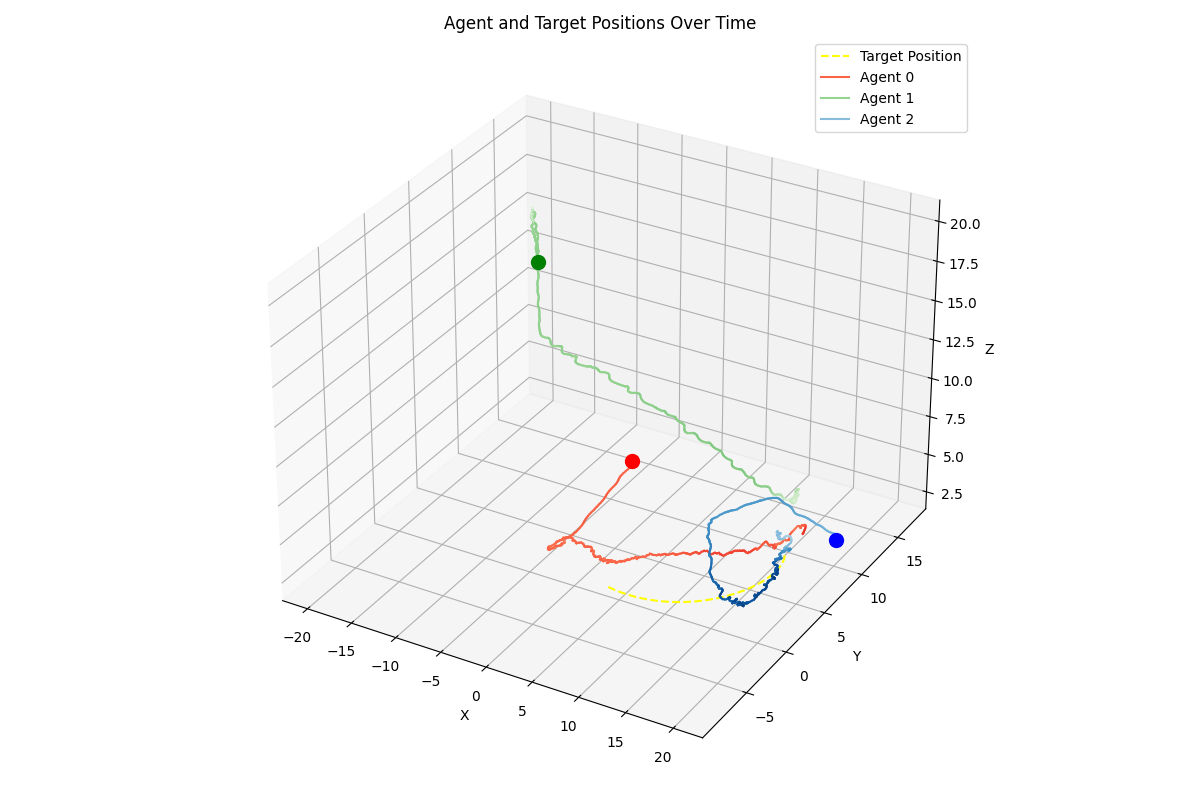 Agent and Target Positions Over Time
Target Position
Agent 0
Agent 1
Agent 2
20.0
17.5
15.0
12.5
10.0
7.5
5.0
2.5
Z
15
10
5
0
−5
Y
−20
−15
−10
−5
0
5
10
15
20
X